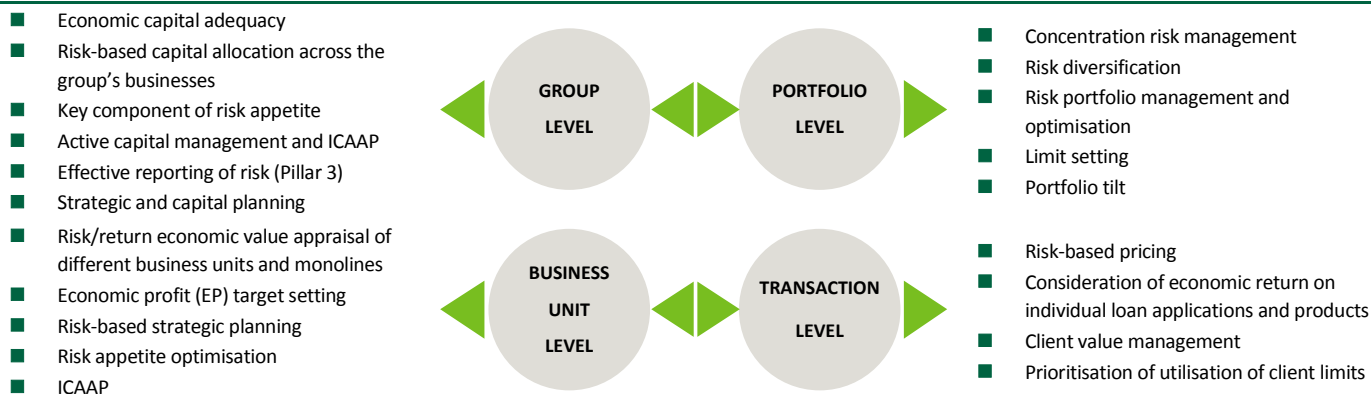 Economic capital adequacy
Risk-based capital allocation across the
group's businesses
Key component of risk appetite
Active capital management and ICAAP
Effective reporting of risk (Pillar 3)
Strategic and capital planning
GROUP
LEVEL
PORTFOLIO
LEVEL
Concentration risk management
Risk diversification
Risk portfolio management and
optimisation
Limit setting
Portfolio tilt
Risk/return economic value appraisal of
different business units and monolines
Economic profit (EP) target setting
Risk-based strategic planning
Risk appetite optimisation
ICAAP
BUSINESS
UNIT
LEVEL
TRANSACTION
LEVEL
Risk-based pricing
Consideration of economic return on
individual loan applications and products
Client value management
Prioritisation of utilisation of client limits